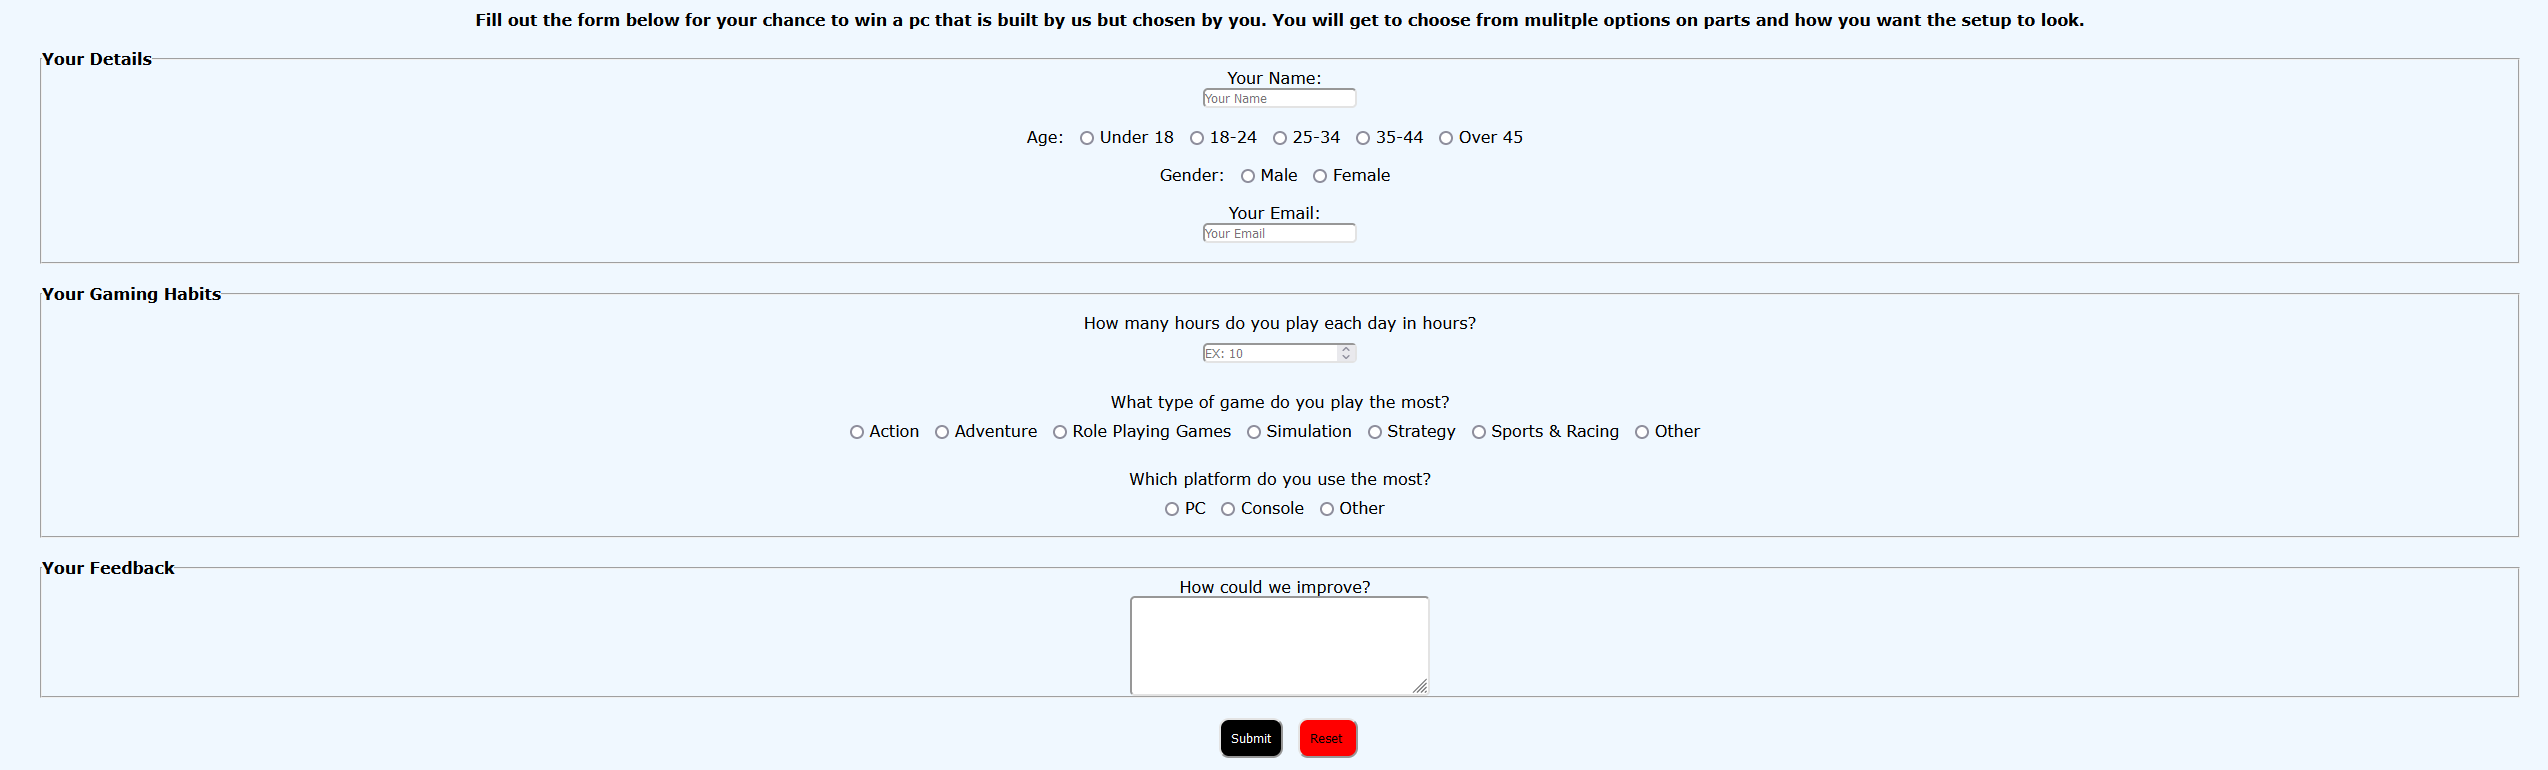 Fill out the form below for your chance to win a pc that is built by us but chosen by you. You will get to choose from mulitple options on parts and how you want the setup to look.
Your Details
Your Name:
Your Name
Age: Under 18 18-24 25-34 35-44 Over 45
Gender: Male Female
Your Email:
Your Email
Your Gaming Habits
How many hours do you play each day in hours?
EX: 10
What type of game do you play the most?
Action Adventure Role Playing Games Simulation Strategy Sports & Racing Other
Which platform do you use the most?
PC Console Other
Your Feedback
How could we improve?
Submit Reset